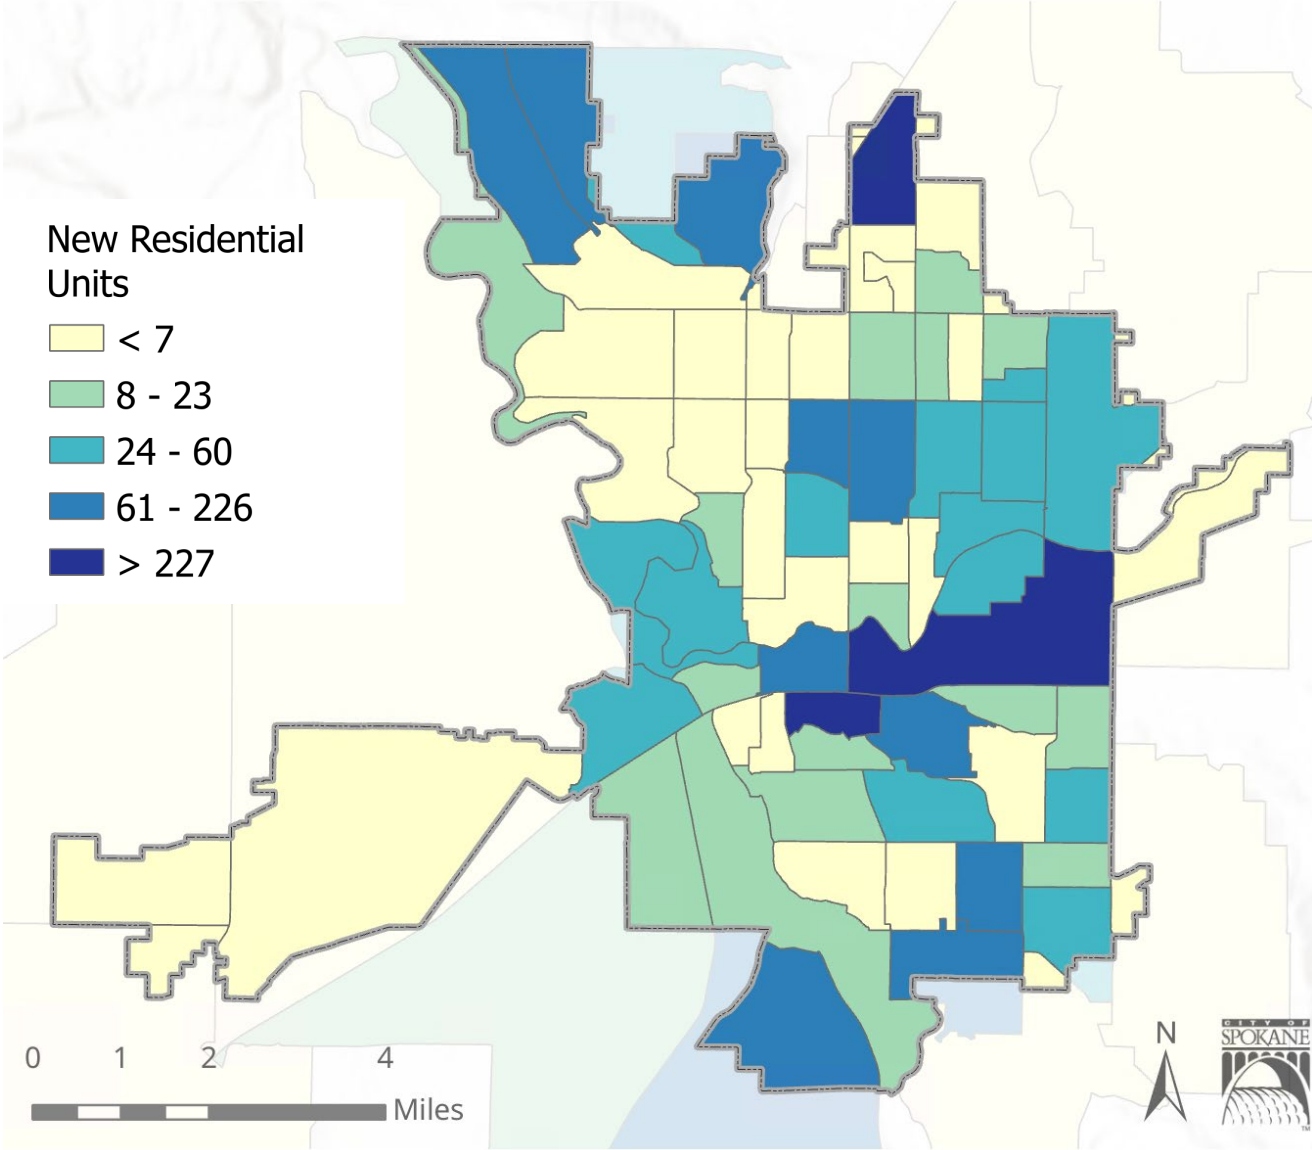 New Residential
Units
< 7
8 - 23
24 - 60
61 - 226
> 227
0 1 2 4
Miles
N
CITY OF
SPOKANE
TM